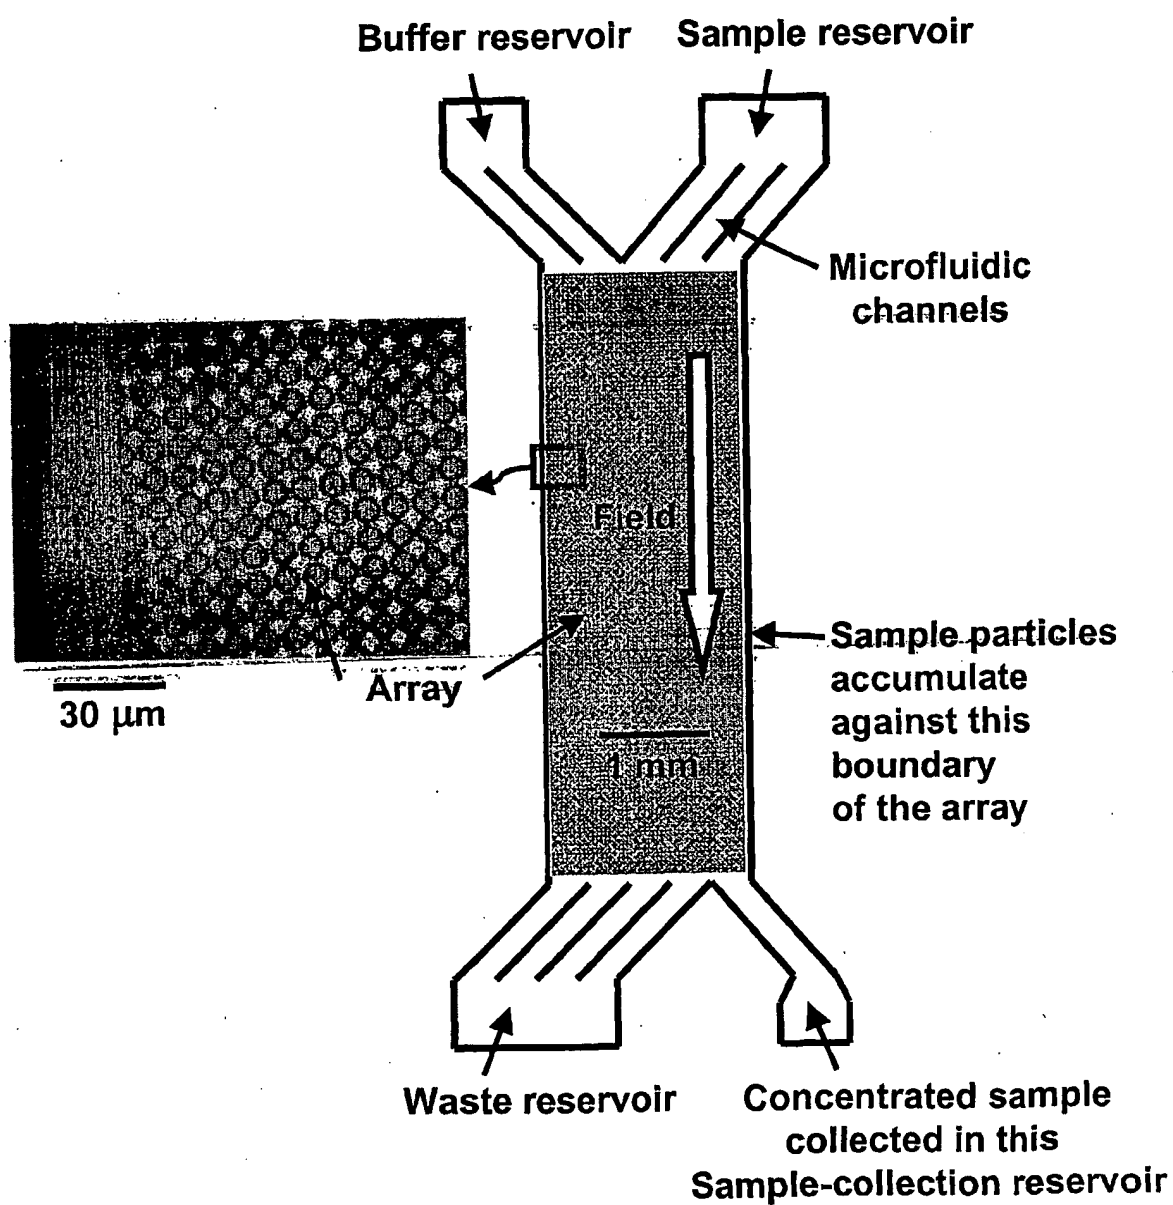 Buffer reservoir
Sample reservoir
Microfluidic
channels
Field
Sample particles
accumulate
against this
boundary
of the array
Array
30 µm
1 mm
Waste reservoir
Concentrated sample
collected in this
Sample-collection reservoir